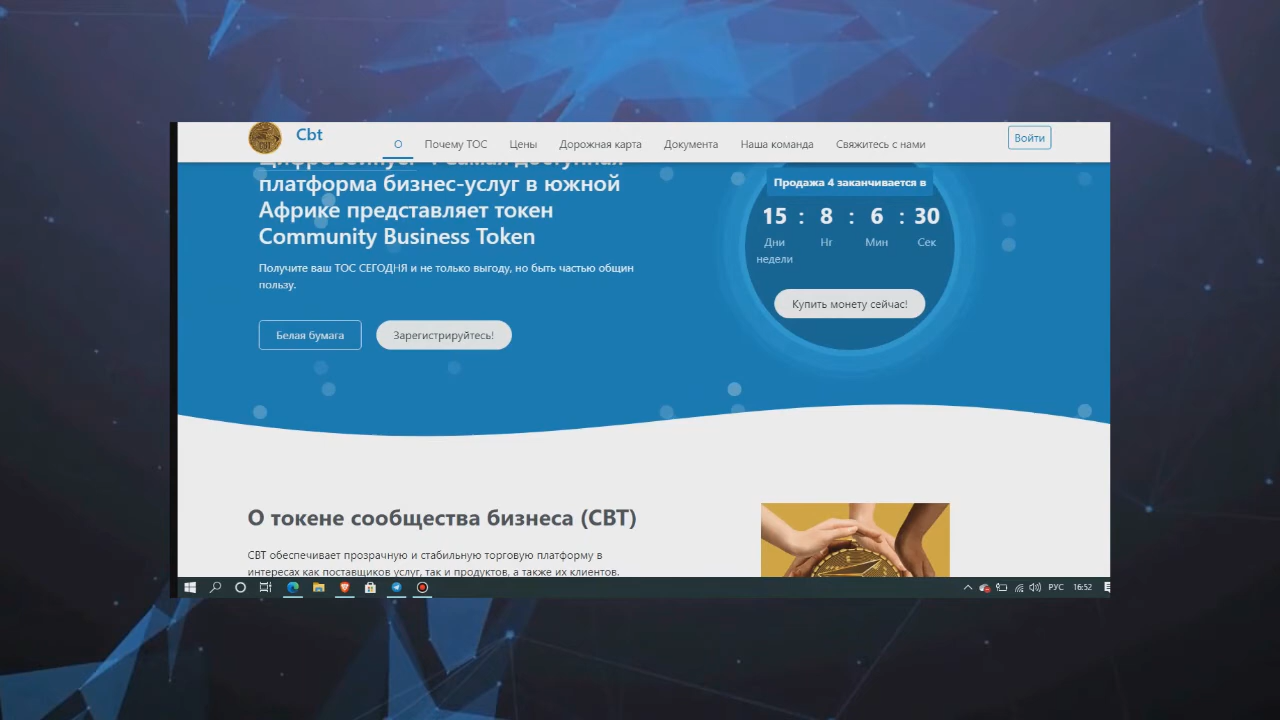 Cbt
О
Почему ТОС
Цены
Дорожная карта
Документа
Наша команда
Свяжитесь с нами
Войти
платформа бизнес-услуг в южной
Африке представляет токен
Community Business Token
Получите ваш ТОС СЕГОДНЯ и не только выгоду, но быть частью общин
пользу.
Белая бумага
Зарегистрируйтесь!
Продажа 4 заканчивается в
15 : 8 : 6 : 30
Дни Hr Мин Сек
недели
Купить монету сейчас!
О токене сообщества бизнеса (CBT)
CBT обеспечивает прозрачную и стабильную торговую платформу в
интересах как поставщиков услуг, так и продуктов, а также их клиентов.
РУС
16:52